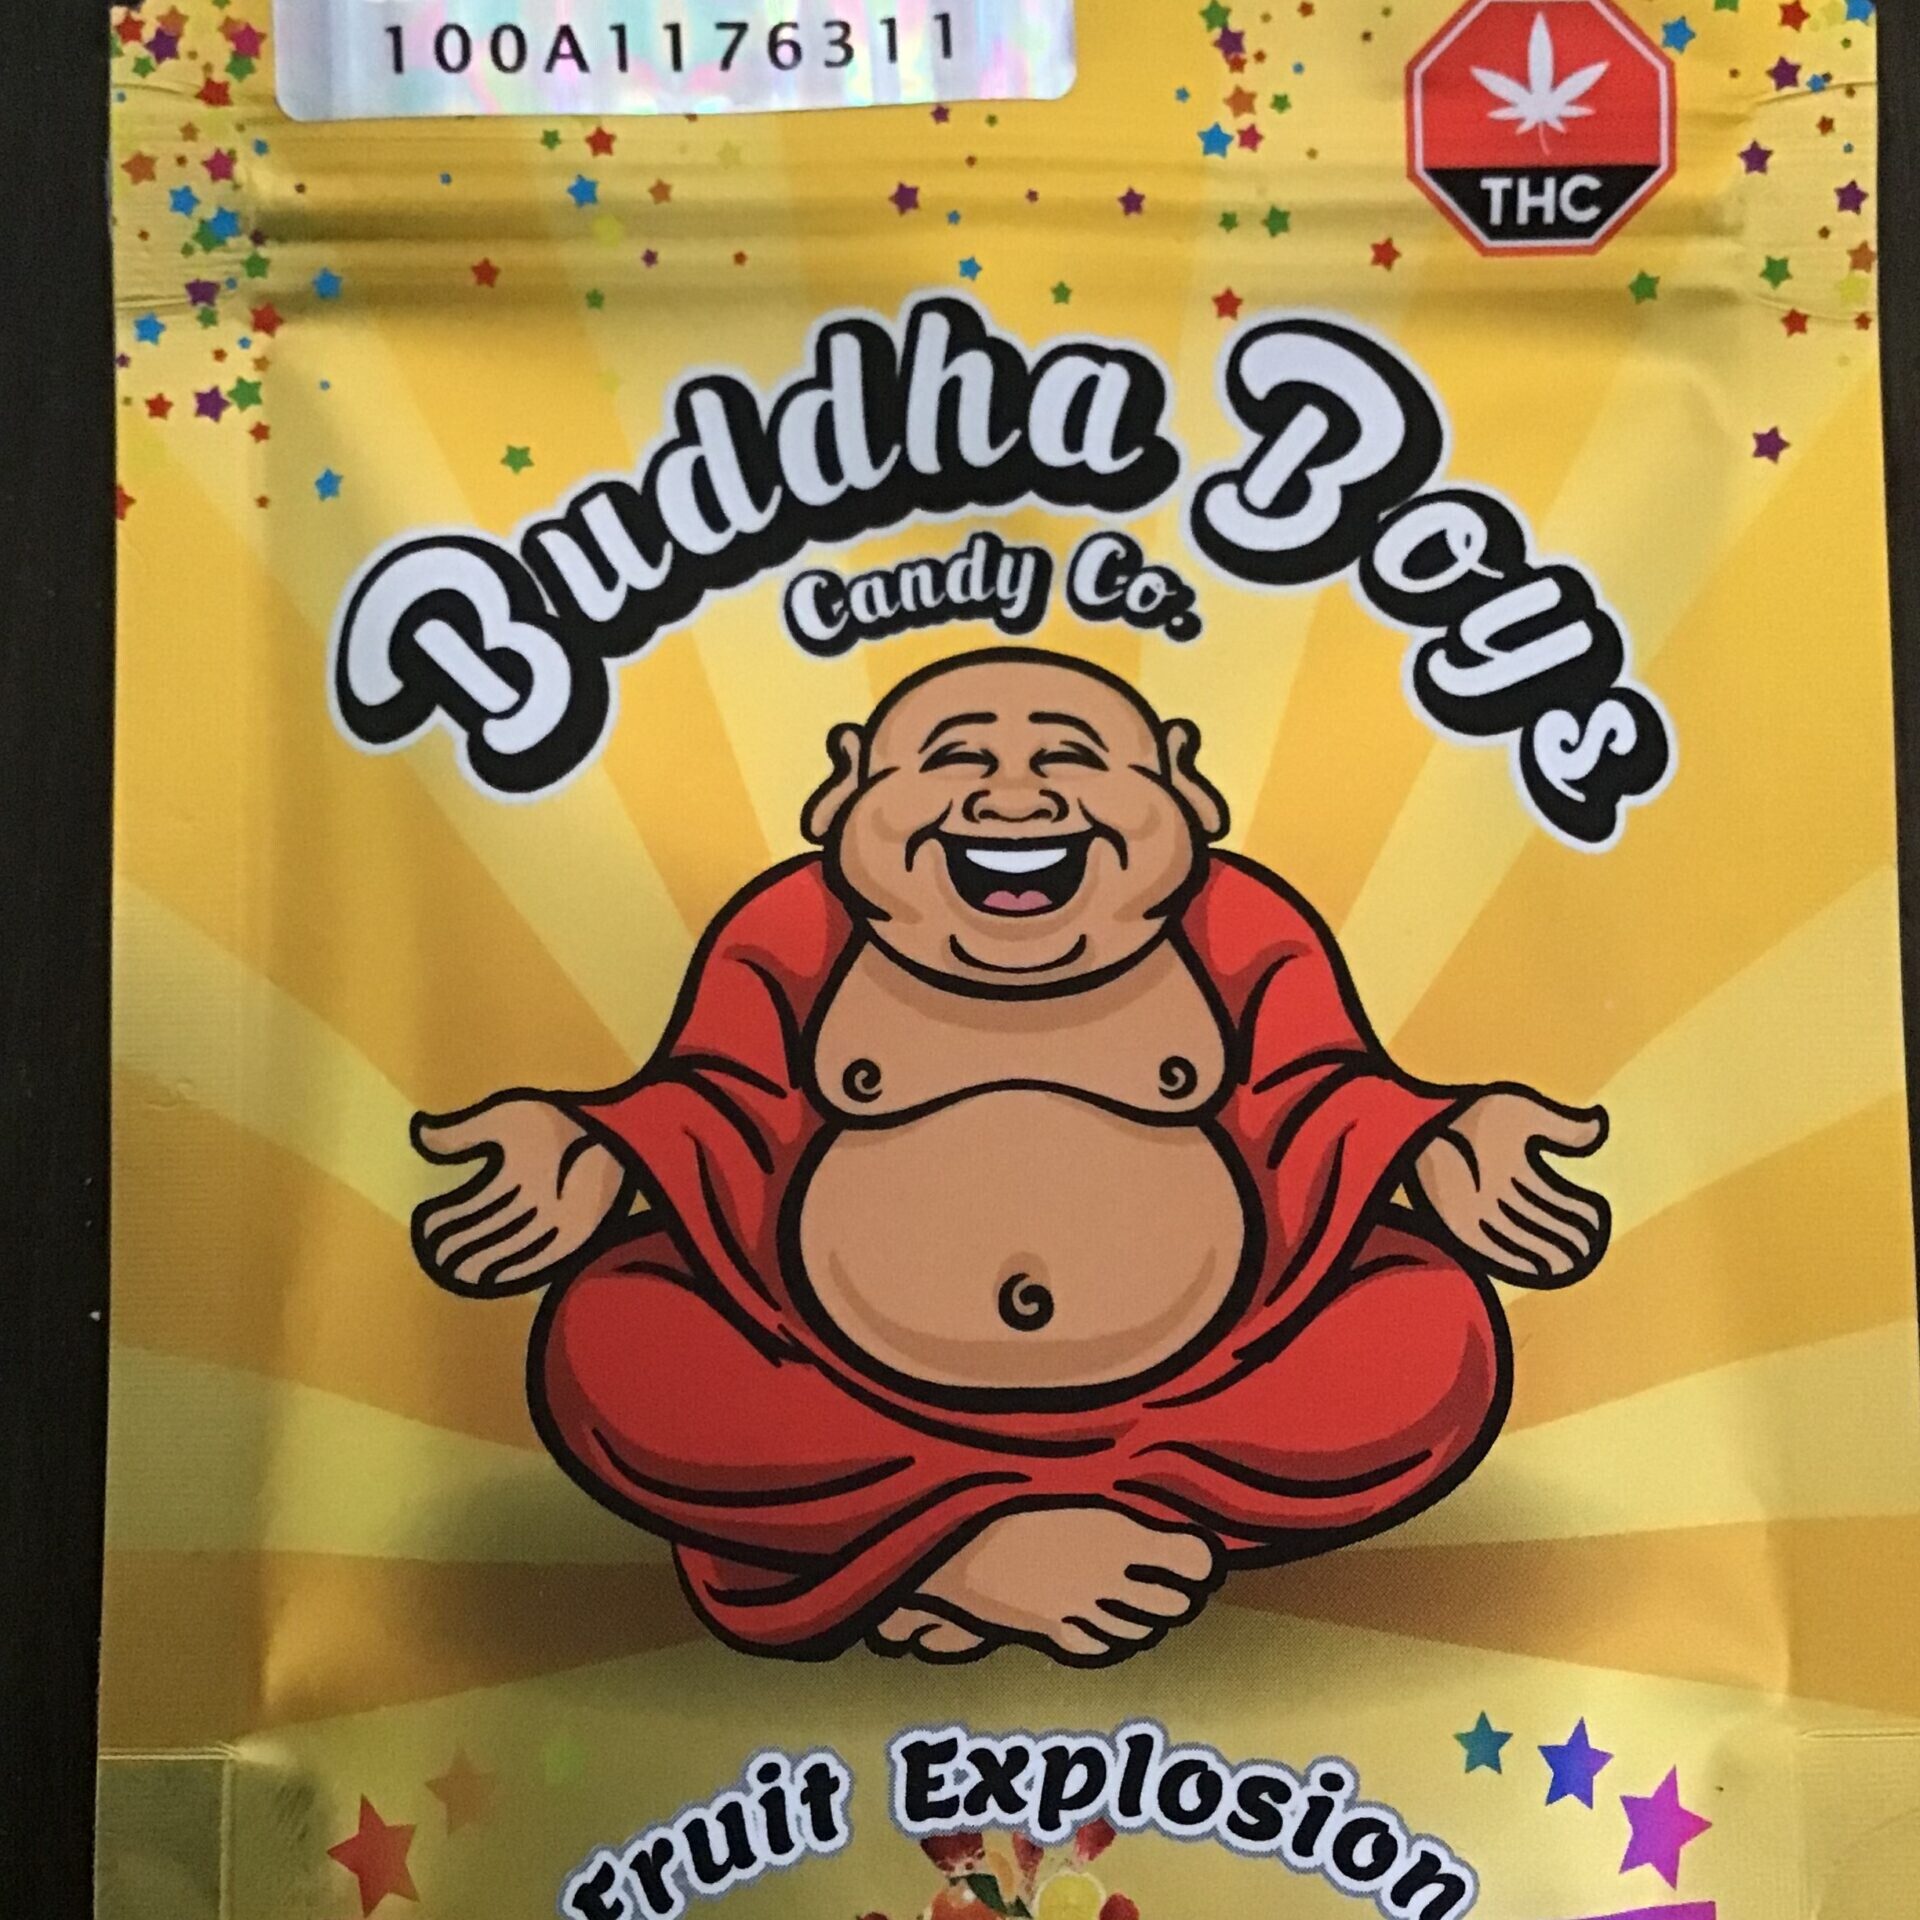 100A1176311
THC
Buddha Boys
Candy Co.
Fruit Explosion